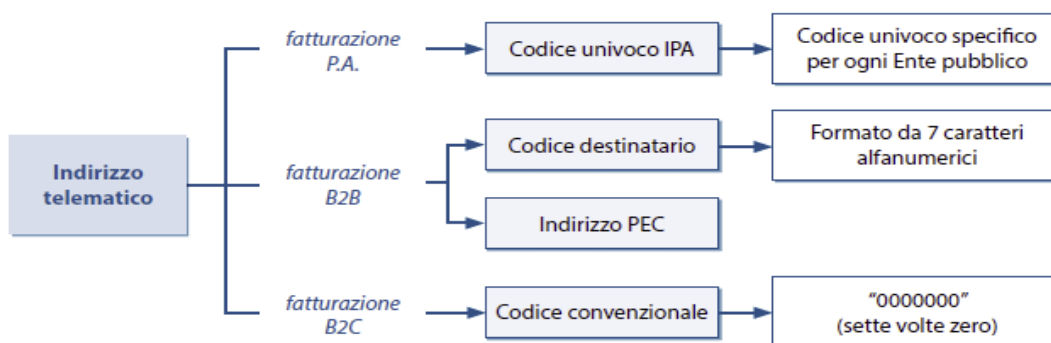 Indirizzo
telematico
fatturazione
P.A.
Codice univoco IPA
Codice univoco specifico
per ogni Ente pubblico
fatturazione
B2B
Codice destinatario
Formato da 7 caratteri
alfanumerici
Indirizzo PEC
fatturazione
B2C
Codice convenzionale
“0000000”
(sette volte zero)